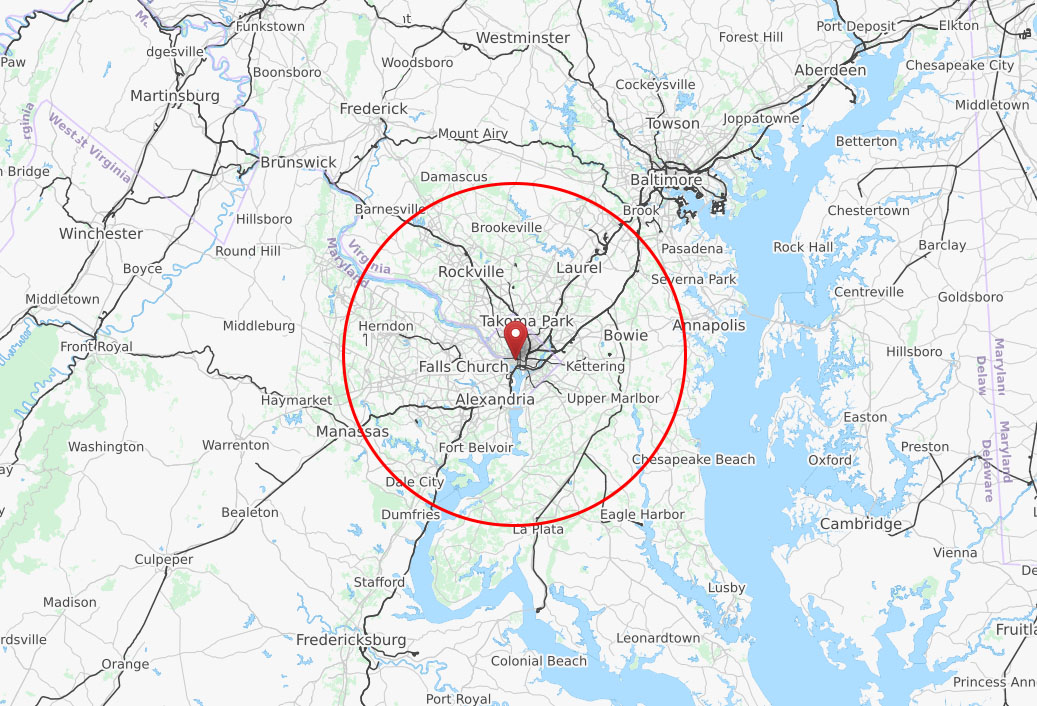 Funkstown
Westminster
Forest Hill
Port Deposit
Elkton
dgesville
Paw
Woodsboro
Chesapeake City
Boonsboro
Aberdeen
Cockeysville
Martinsburg
Frederick
Middletown
Joppatowne
Towson
West
Virginia
rginia
Mount Airy
Betterton
Brunswick
n Bridge
Damascus
Baltimore
Barnesville
Brook
Chestertown
Hillsboro
Brookeville
Winchester
Rock Hall
Barclay
Pasadena
Round Hill
Virginia
Maryland
Boyce
Rockville
Laurel
Severna Park
Centreville
Goldsboro
Middletown
Takoma Park
Middleburg
Herndon
Annapolis
Bowie
Front Royal
Hillsboro
Falls Church
Kettering
Marylan
Delaw
Haymarket
Alexandria
Upper Marlbor
Easton
Manassas
Washington
Warrenton
Fort Belvoir
Preston
Maryland
Delaware
Chesapeake Beach
Oxford
ay
Dale City
Bealeton
Dumfries
Eagle Harbor
La Plata
Cambridge
Vienna
Culpeper
De
Stafford
Lusby
Madison
rdsville
Fredericksburg
Leonardtown
Fruitla
Orange
Colonial Beach
Princess Ann
Port Royal